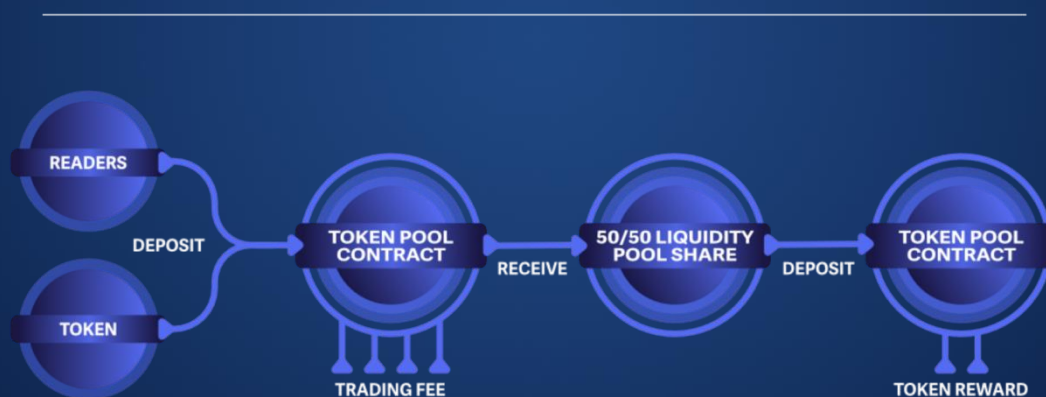 READERS
DEPOSIT
TOKEN
TOKEN POOL
CONTRACT
TRADING FEE
RECEIVE
50/50 LIQUIDITY
POOL SHARE
DEPOSIT
TOKEN POOL
CONTRACT
TOKEN REWARD